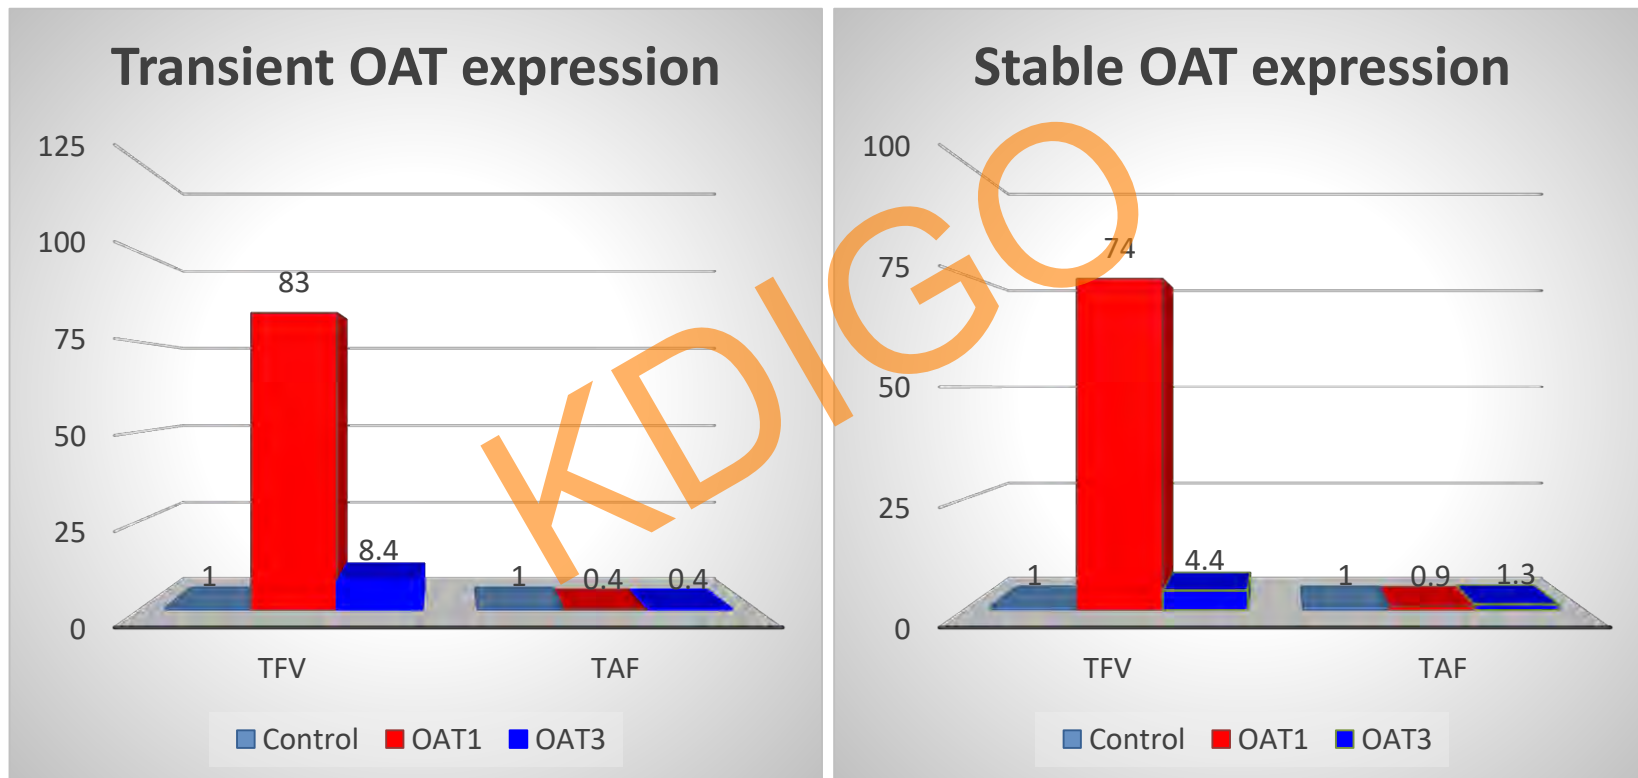 Transient OAT expression
125
100
75
50
25
0
83
8.4
1
1
0.4
0.4
TFV
TAF
Control
OAT1
OAT3
Stable OAT expression
100
75
50
25
0
74
4.4
1
1
0.9
1.3
TFV
TAF
Control
OAT1
OAT3
KDIGO